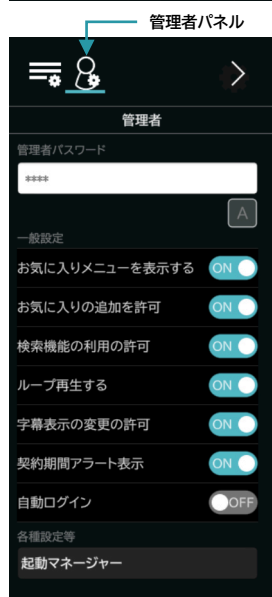 管理者パネル
管理者
管理者パスワード
****
A
一般設定
お気に入りメニューを表示する ON
お気に入りの追加を許可 ON
検索機能の利用の許可 ON
ループ再生する ON
字幕表示の変更の許可 ON
契約期間アラート表示 ON
自動ログイン OFF
各種設定等
起動マネージャー